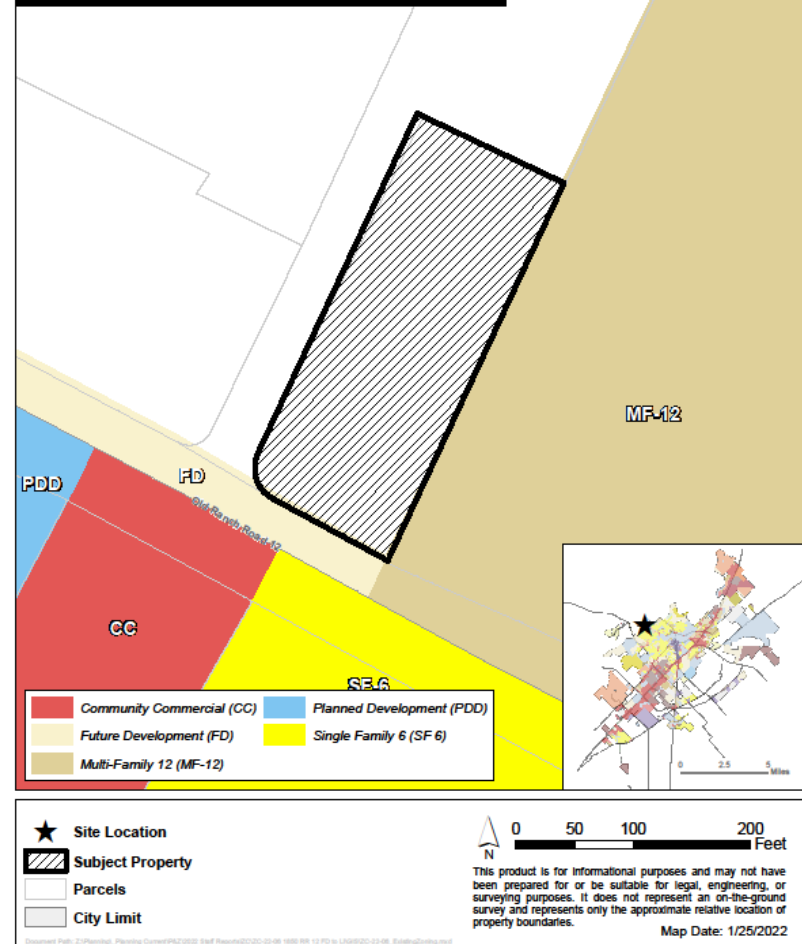 MF-12
PDD
FD
Old Ranch Road 12
CC
SF-6
Community Commercial (CC)
Planned Development (PDD)
Future Development (FD)
Single Family 6 (SF 6)
Multi-Family 12 (MF-12)
0 2.5 5
Miles
Site Location
Subject Property
Parcels
City Limit
N
0 50 100 200
Feet
This product is for informational purposes and may not have
been prepared for or be suitable for legal, engineering, or
surveying purposes. It does not represent an on-the-ground
survey and represents only the approximate relative location of
property boundaries.
Map Date: 1/25/2022